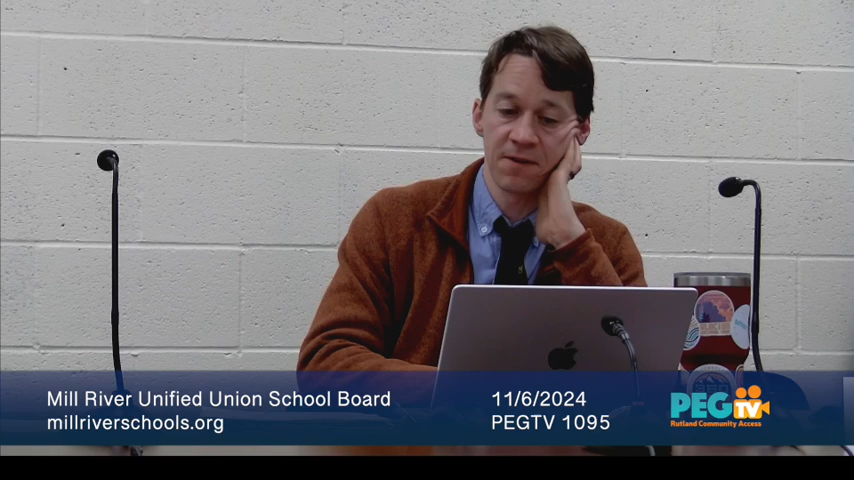 Mill River Unified Union School Board
millriverschools.org
11/6/2024
PEGTV 1095
PEG TV
Rutland Community Access